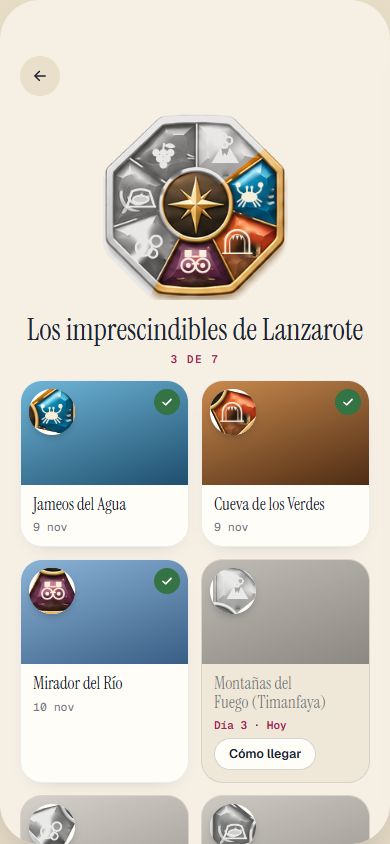 Los imprescindibles de Lanzarote
3 DE 7
Jameos del Agua
9 nov
Cueva de los Verdes
9 nov
Mirador del Río
10 nov
Montañas del
Fuego (Timanfaya)
Día 3 · Hoy
Cómo llegar